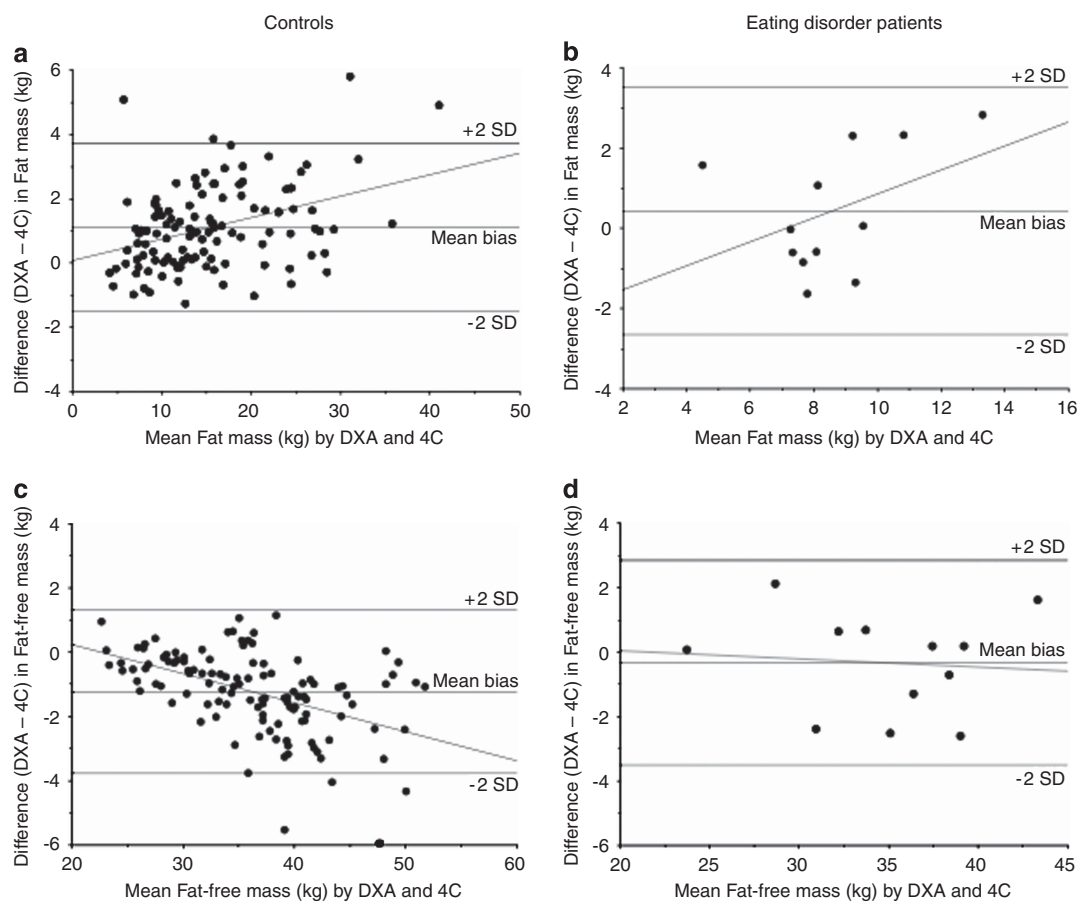 Controls
Eating disorder patients
a
b
Difference (DXA – 4C) in Fat mass (kg)
6
4
2
0
-2
-4
+2 SD
Mean bias
-2 SD
0
10
20
30
40
50
Mean Fat mass (kg) by DXA and 4C
Difference (DXA – 4C) in Fat mass (kg)
4
2
0
-2
-4
+2 SD
Mean bias
-2 SD
2
4
6
8
10
12
14
16
Mean Fat mass (kg) by DXA and 4C
c
d
Difference (DXA – 4C) in Fat-free mass (kg)
4
2
0
-2
-4
-6
+2 SD
Mean bias
-2 SD
20
30
40
50
60
Mean Fat-free mass (kg) by DXA and 4C
Difference (DXA – 4C) in Fat-free mass (kg)
4
2
0
-2
-4
-6
+2 SD
Mean bias
-2 SD
20
25
30
35
40
45
Mean Fat-free mass (kg) by DXA and 4C